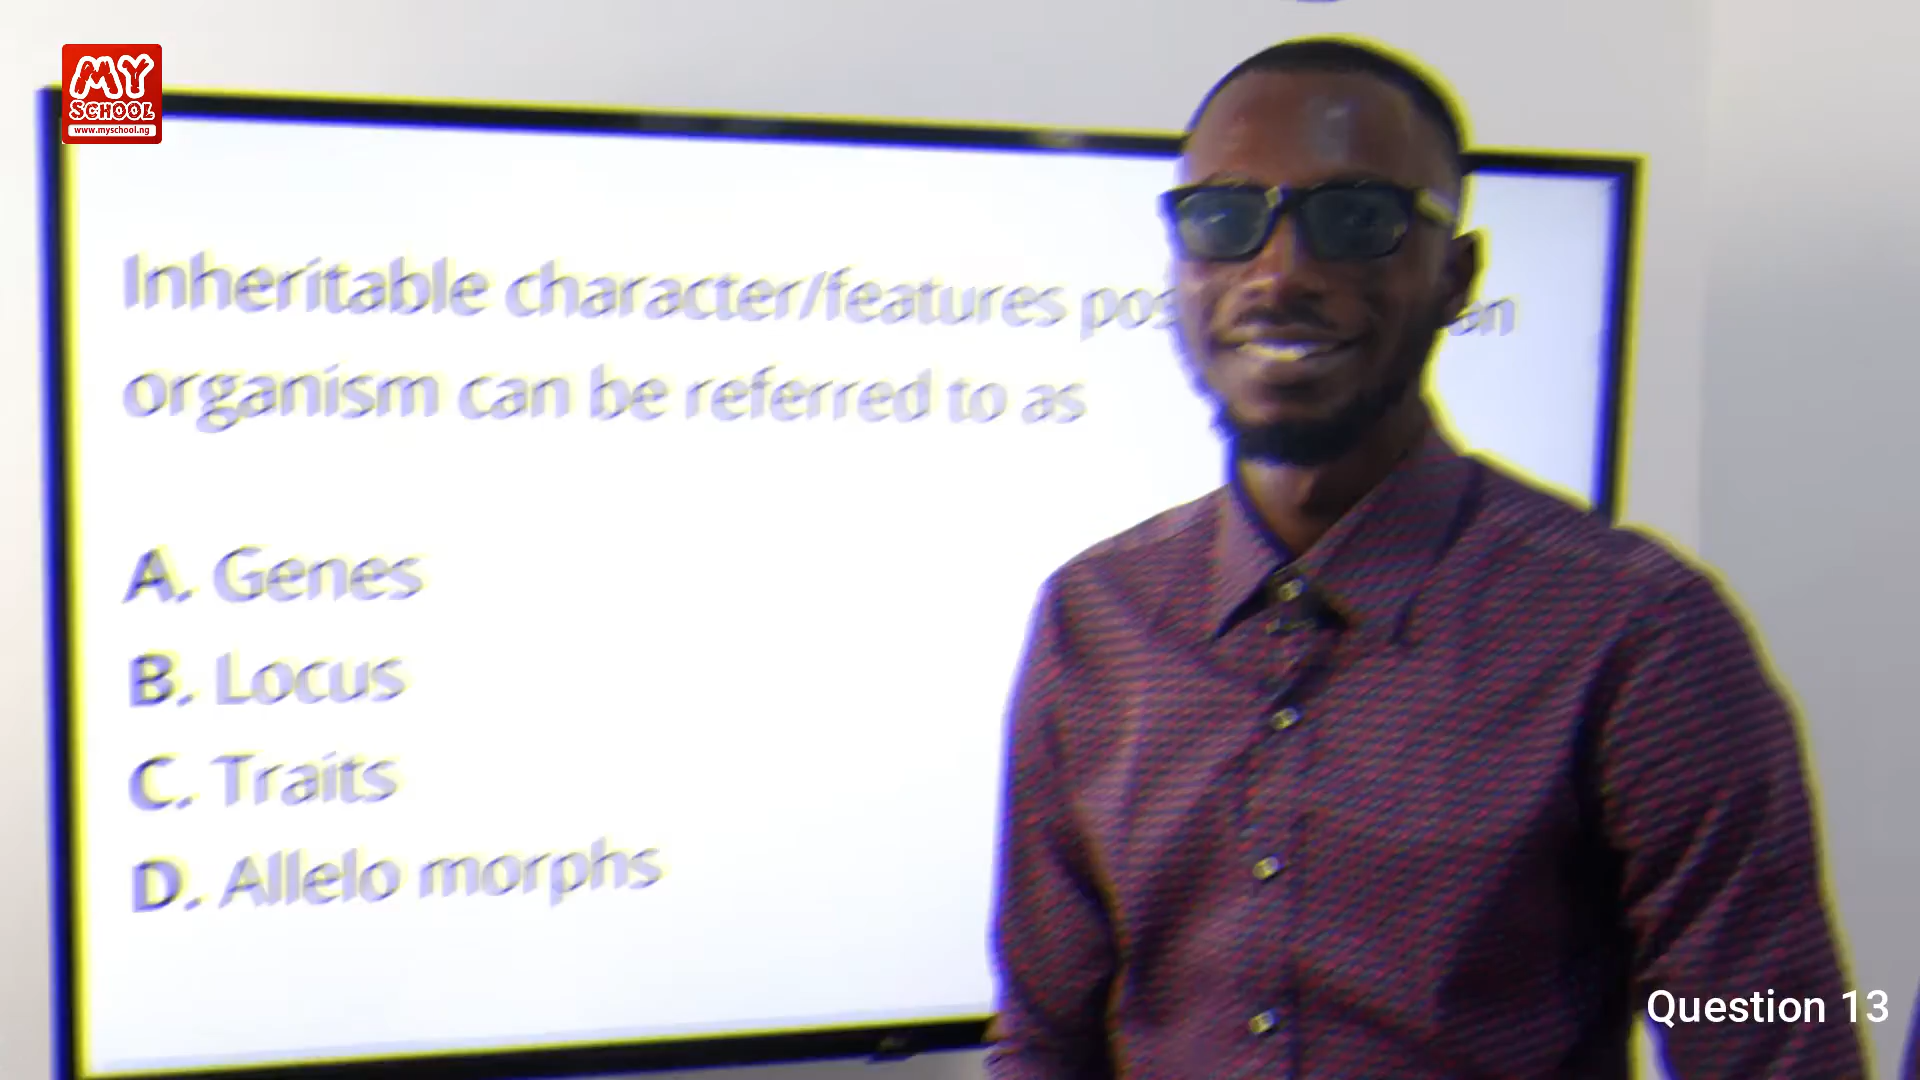 MY
SCHOOL
www.myschool.ng
Inheritable character/features an
organism can be referred to as
A. Genes
B. Locus
C. Traits
D. Allelo morphs
Question 13